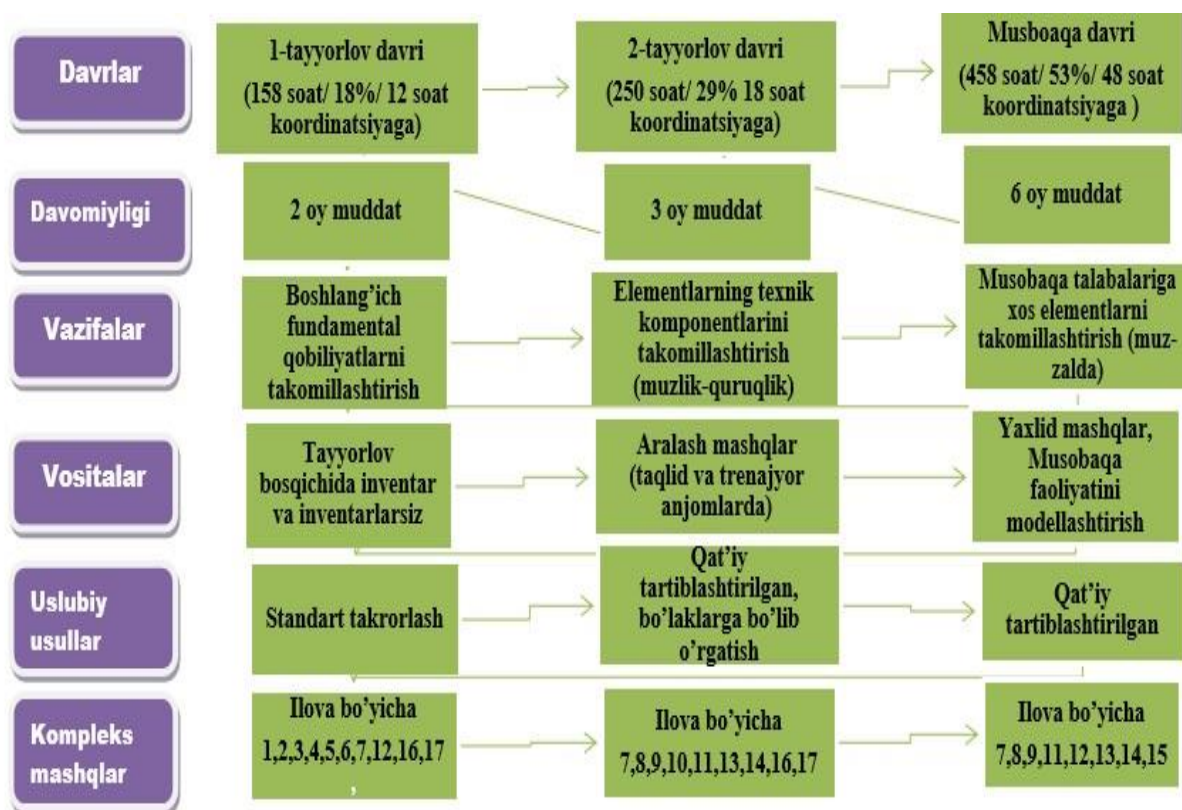 Davrlar
1-tayyorlov davri
(158 soat/ 18%/ 12 soat
koordinatsiyaga)
2-tayyorlov davri
(250 soat/ 29% 18 soat
koordinatsiyaga)
Musboaqa davri
(458 soat/ 53%/ 48 soat
koordinatsiyaga )
Davomiyligi
2 oy muddat
3 oy muddat
6 oy muddat
Vazifalar
Boshlang’ich
fundamental
qobiliyatlarni
takomillashtirish
Elementlarning texnik
komponentlarini
takomillashtirish
(muzlik-quruqlik)
Musobaqa talabalariga
xos elementlarni
takomillashtirish (muz-
zalda)
Vositalar
Tayyorlov
bosqichida inventar
va inventarlarsiz
Aralash mashqlar
(taqlid va trenajyor
anjomlarda)
Yaxlid mashqlar,
Musobaqa
faoliyatini
modellashtirish
Uslubiy
usullar
Standart takrorlash
Qat’iy
tartiblashtirilgan,
bo’laklarga bo’lib
o’rgatish
Qat’iy
tartiblashtirilgan
Kompleks
mashqlar
Ilova bo’yicha
1,2,3,4,5,6,7,12,16,17
,
Ilova bo’yicha
7,8,9,10,11,13,14,16,17
Ilova bo’yicha
7,8,9,11,12,13,14,15